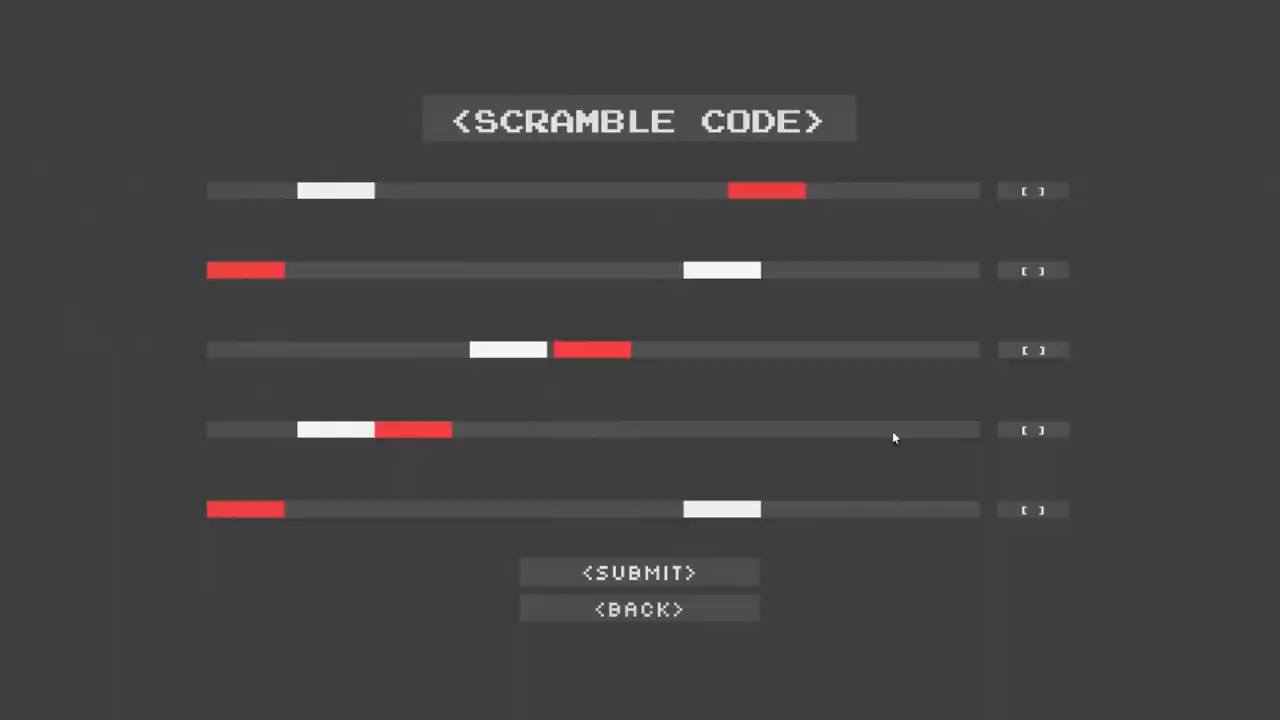 <SCRAMBLE CODE>
[ ]
[ ]
[ ]
[ ]
[ ]
<SUBMIT>
<BACK>